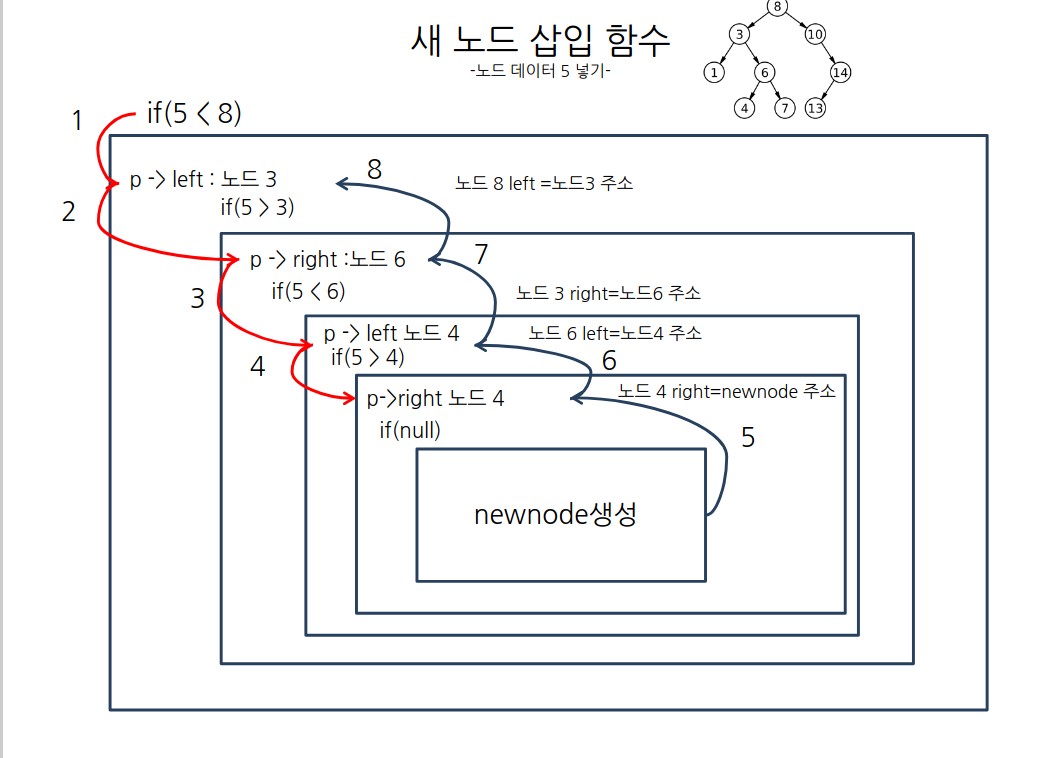 새 노드 삽입 함수
-노드 데이터 5 넣기-
8
3
10
1
6
14
4
7
13
1
if(5 < 8)
p -> left : 노드 3
8
노드 8 left =노드3 주소
2
if(5 > 3)
p -> right :노드 6
7
3
if(5 < 6)
노드 3 right=노드6 주소
p -> left 노드 4
노드 6 left=노드4 주소
4
if(5 > 4)
6
p->right 노드 4
노드 4 right=newnode 주소
if(null)
5
newnode생성